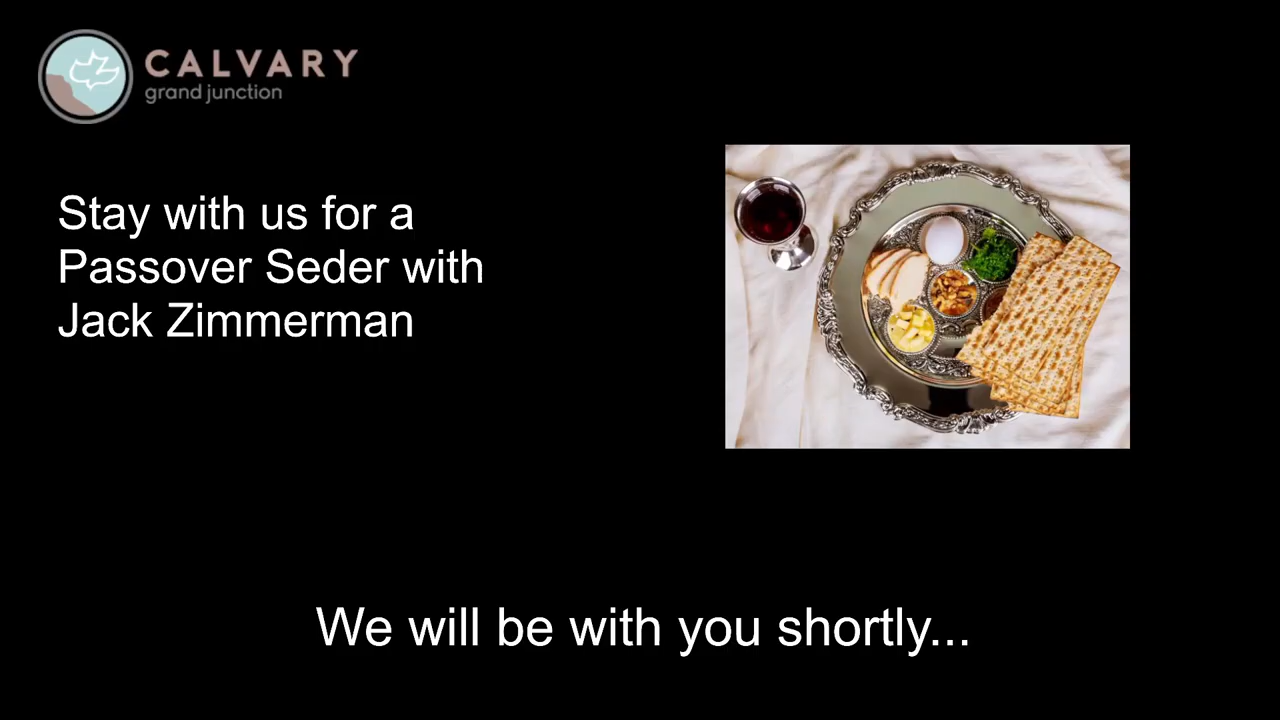 CALVARY
grand junction
Stay with us for a
Passover Seder with
Jack Zimmerman
We will be with you shortly...